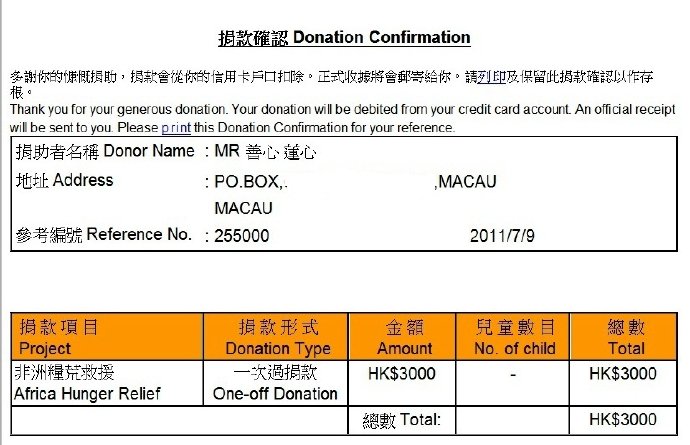 捐款確認 Donation Confirmation
多謝你的慷慨捐助，捐款會從你的信用卡戶口扣除。正式收據將會郵寄給你。請列印及保留此捐款確認以作存
根。
Thank you for your generous donation. Your donation will be debited from your credit card account. An official receipt
will be sent to you. Please print this Donation Confirmation for your reference.
捐助者名稱 Donor Name : MR 善心 蓮心
地址 Address : PO.BOX,. ,MACAU
MACAU
參考編號 Reference No. : 255000 2011/7/9
捐款項目 捐款形式 金額 兒童數目 總數
Project Donation Type Amount No. of child Total
非洲糧荒救援 一次過捐款 HK$3000 - HK$3000
Africa Hunger Relief One-off Donation
總數 Total: HK$3000